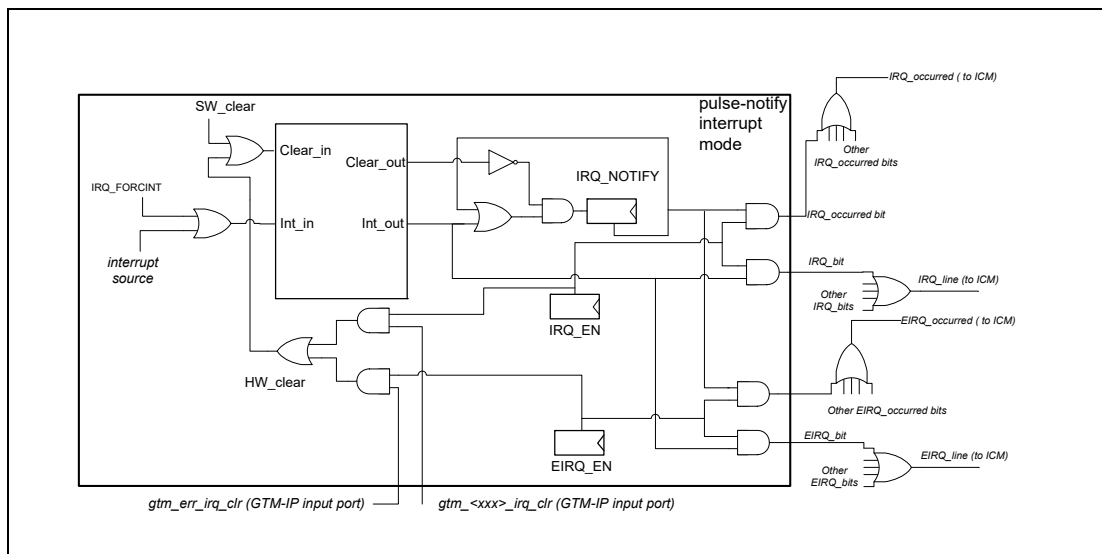 IRQ_occurred ( to ICM)
pulse-notify
interrupt
mode
SW_clear
Other
IRQ_occurred bits
Clear_in
Clear_out
IRQ_NOTIFY
IRQ_FORCINT
IRQ_occurred bit
Int_in
Int_out
interrupt
source
IRQ_bit
IRQ_line (to ICM)
Other
IRQ_bits
IRQ_EN
EIRQ_occurred ( to ICM)
HW_clear
Other EIRQ_occurred bits
EIRQ_bit
EIRQ_line (to ICM)
EIRQ_EN
Other
EIRQ_bits
gtm_err_irq_clr (GTM-IP input port)
gtm_<xxx>_irq_clr (GTM-IP input port)